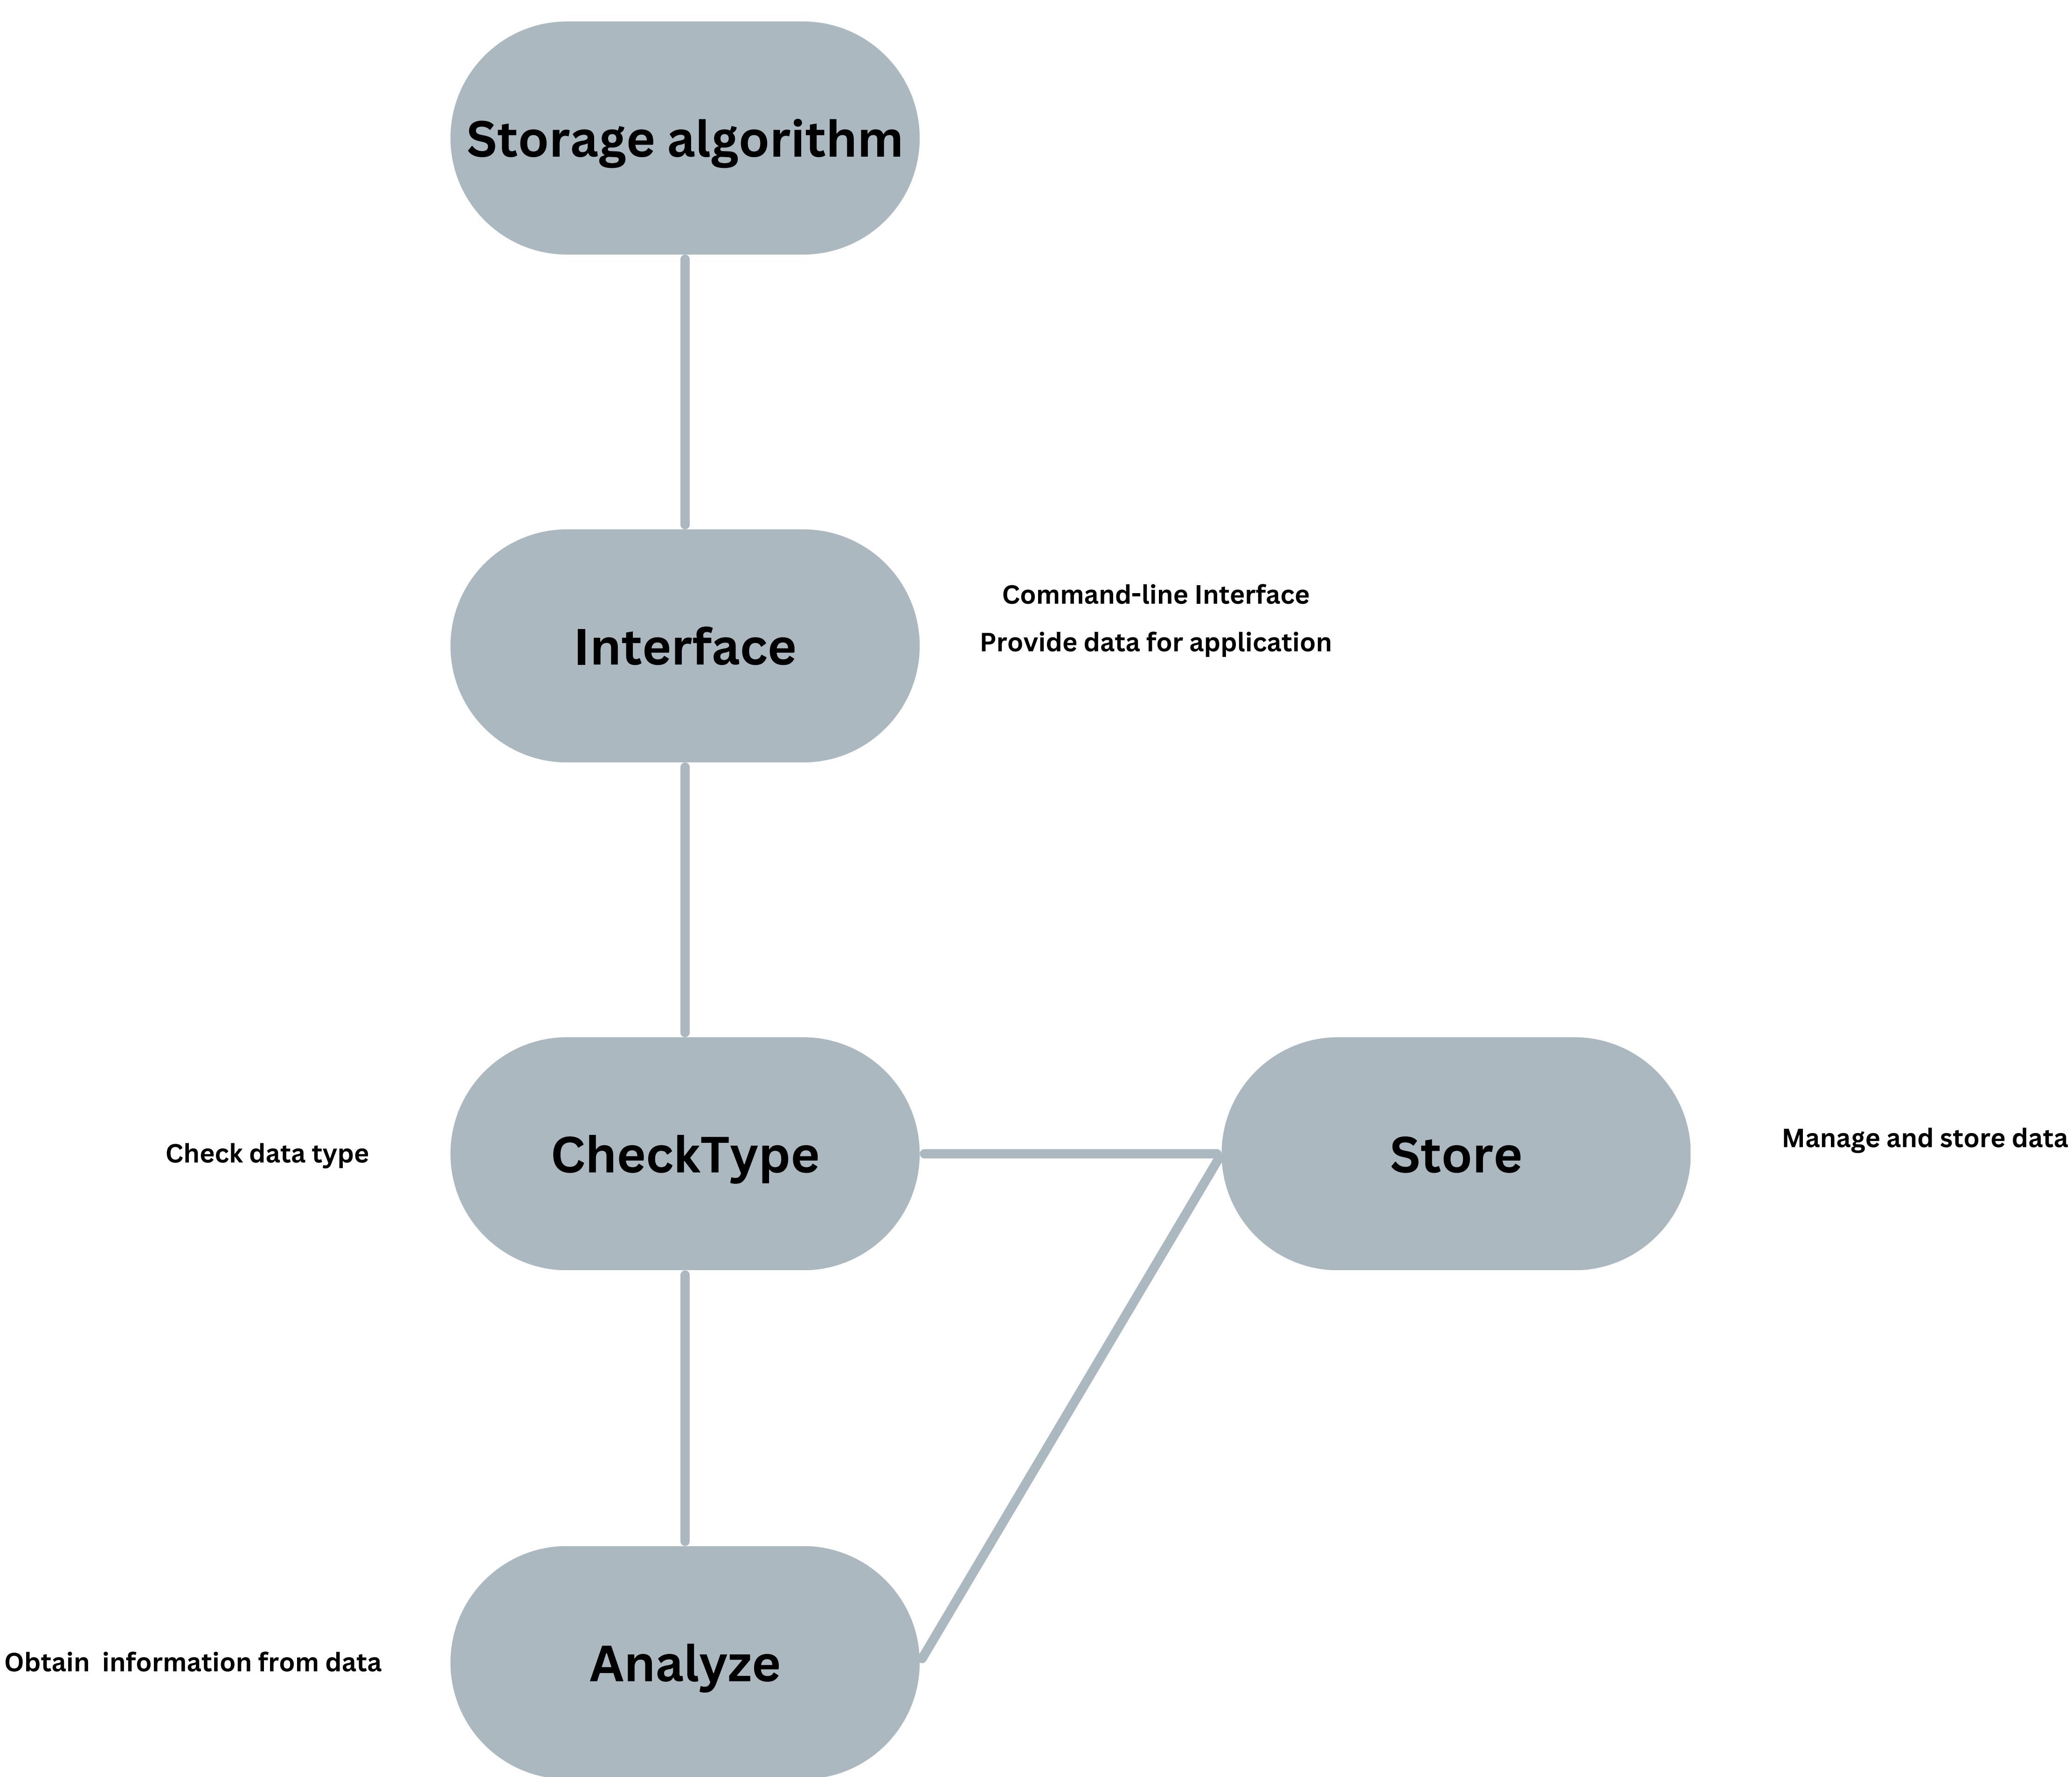 Storage algorithm
Interface
Command-line Interface
Provide data for application
Check data type
CheckType
Store
Manage and store data
Obtain  information from data
Analyze